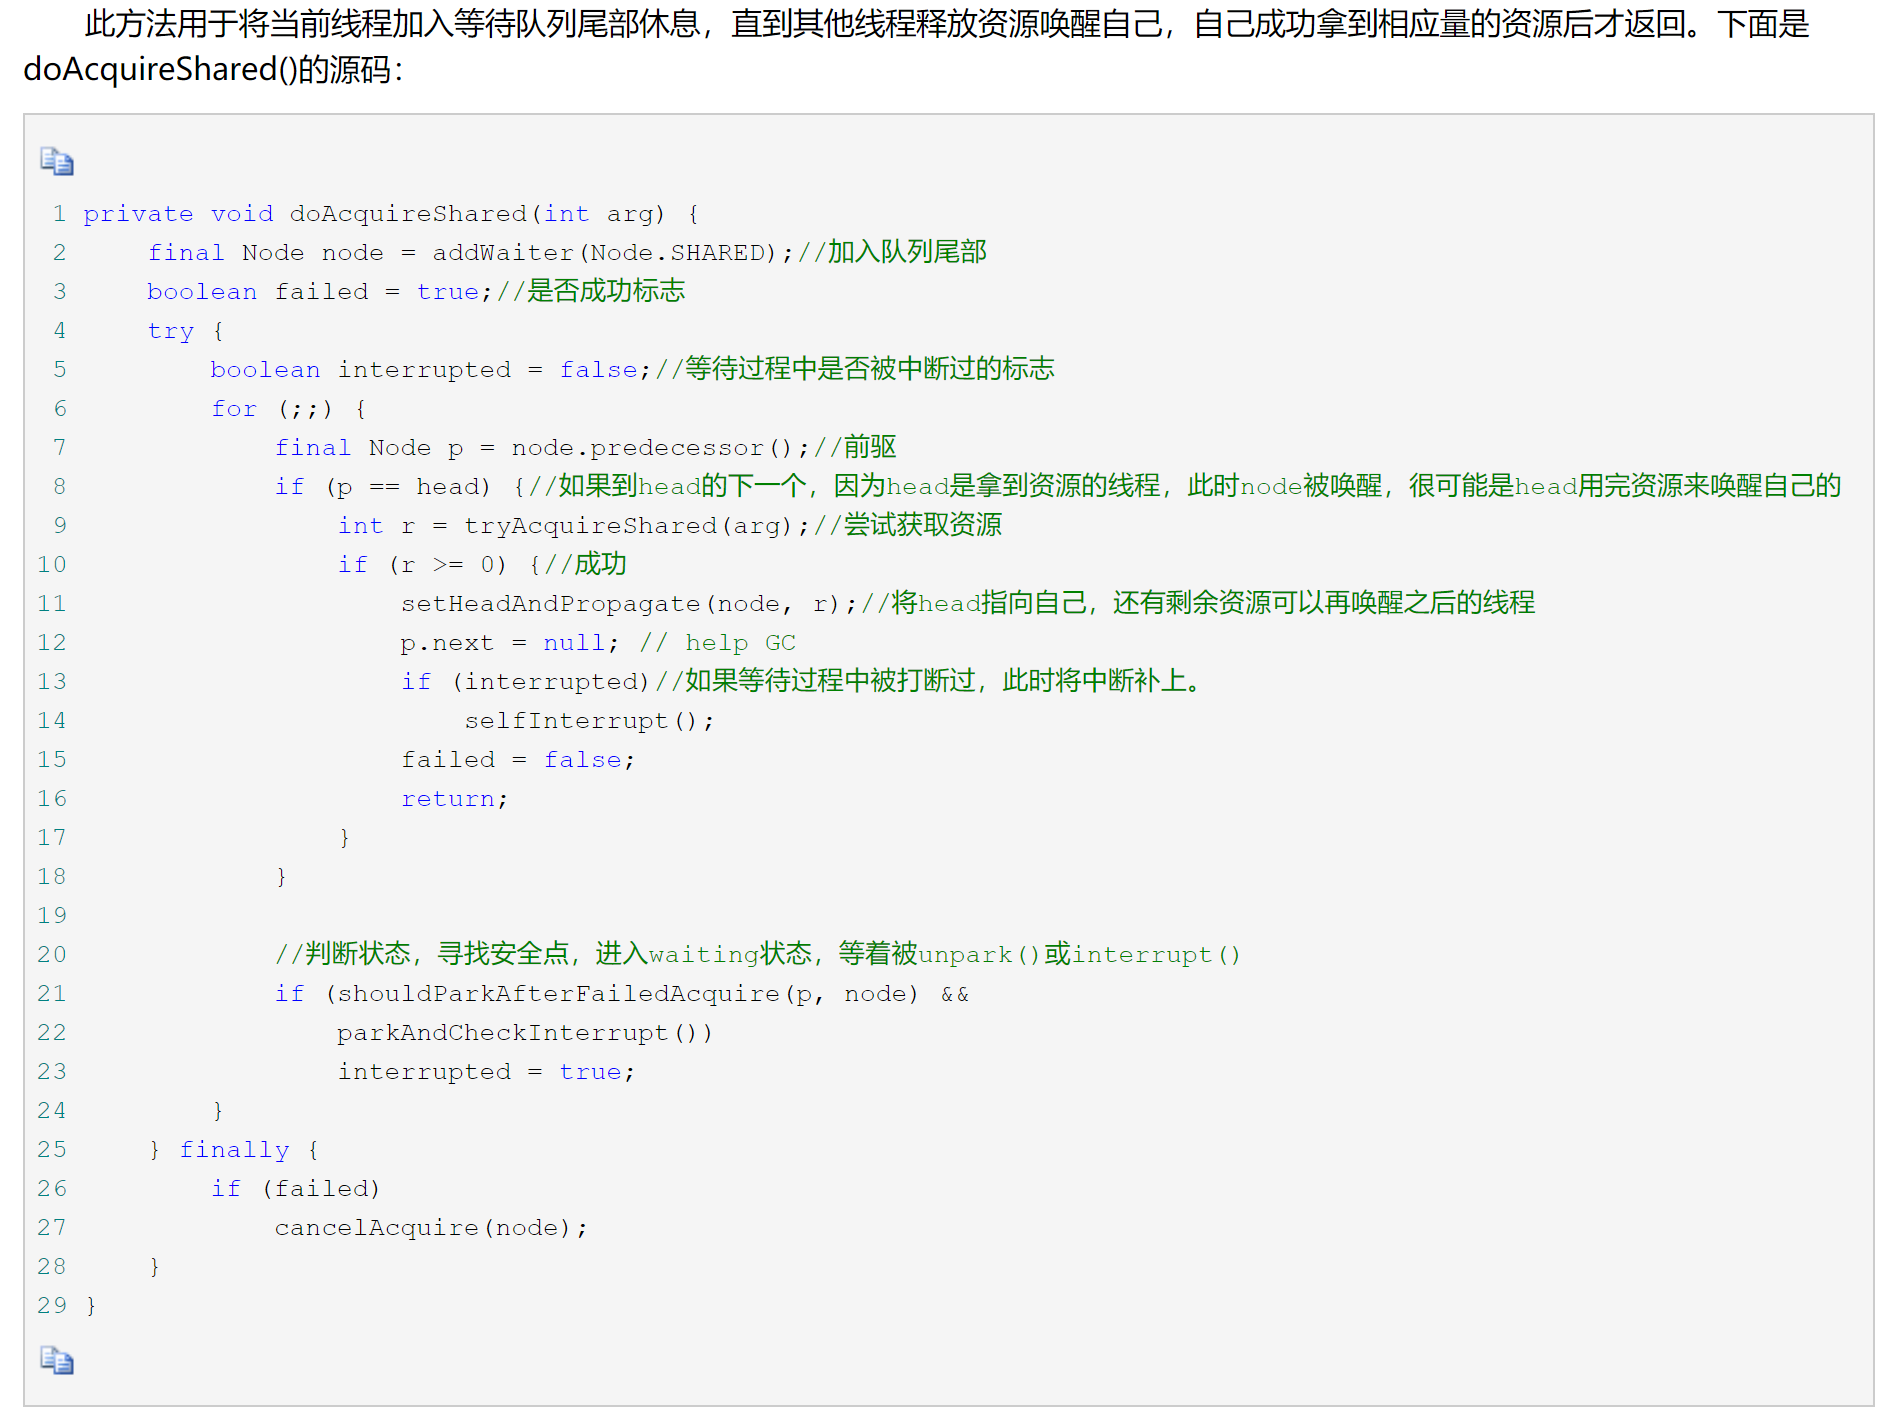 此方法用于将当前线程加入等待队列尾部休息，直到其他线程释放资源唤醒自己，自己成功拿到相应量的资源后才返回。下面是
doAcquireShared()的源码：
1 private void doAcquireShared(int arg) {
2     final Node node = addWaiter(Node.SHARED);//加入队列尾部
3     boolean failed = true;//是否成功标志
4     try {
5         boolean interrupted = false;//等待过程中是否被中断过的标志
6         for (;;) {
7             final Node p = node.predecessor();//前驱
8             if (p == head) {//如果到head的下一个，因为head是拿到资源的线程，此时node被唤醒，很可能是head用完资源来唤醒自己的
9                 int r = tryAcquireShared(arg);//尝试获取资源
10                 if (r >= 0) {//成功
11                     setHeadAndPropagate(node, r);//将head指向自己，还有剩余资源可以再唤醒之后的线程
12                     p.next = null; // help GC
13                     if (interrupted)//如果等待过程中被打断过，此时将中断补上。
14                         selfInterrupt();
15                     failed = false;
16                     return;
17                 }
18             }
19
20             //判断状态，寻找安全点，进入waiting状态，等着被unpark()或interrupt()
21             if (shouldParkAfterFailedAcquire(p, node) &&
22                 parkAndCheckInterrupt())
23                 interrupted = true;
24         }
25     } finally {
26         if (failed)
27             cancelAcquire(node);
28     }
29 }